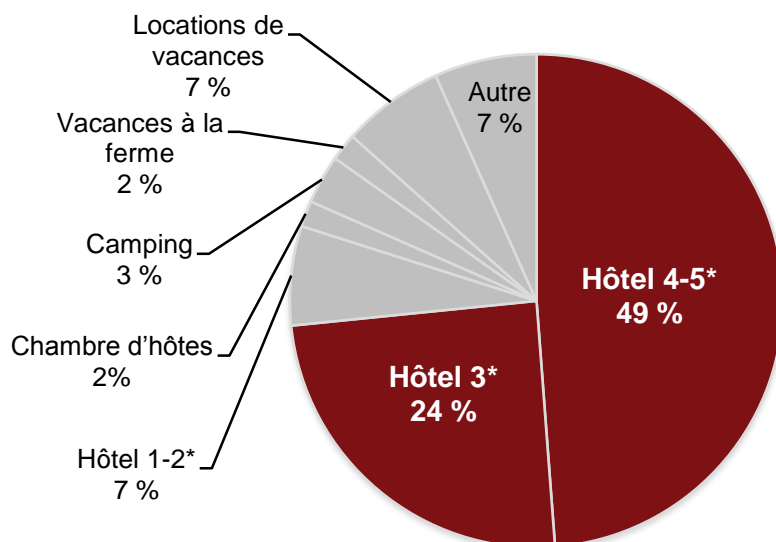 Locations de
vacances
7 %
Autre
7 %
Vacances à la
ferme
2 %
Camping
3 %
Chambre d'hôtes
2%
Hôtel 1-2*
7 %
Hôtel 3*
24 %
Hôtel 4-5*
49 %